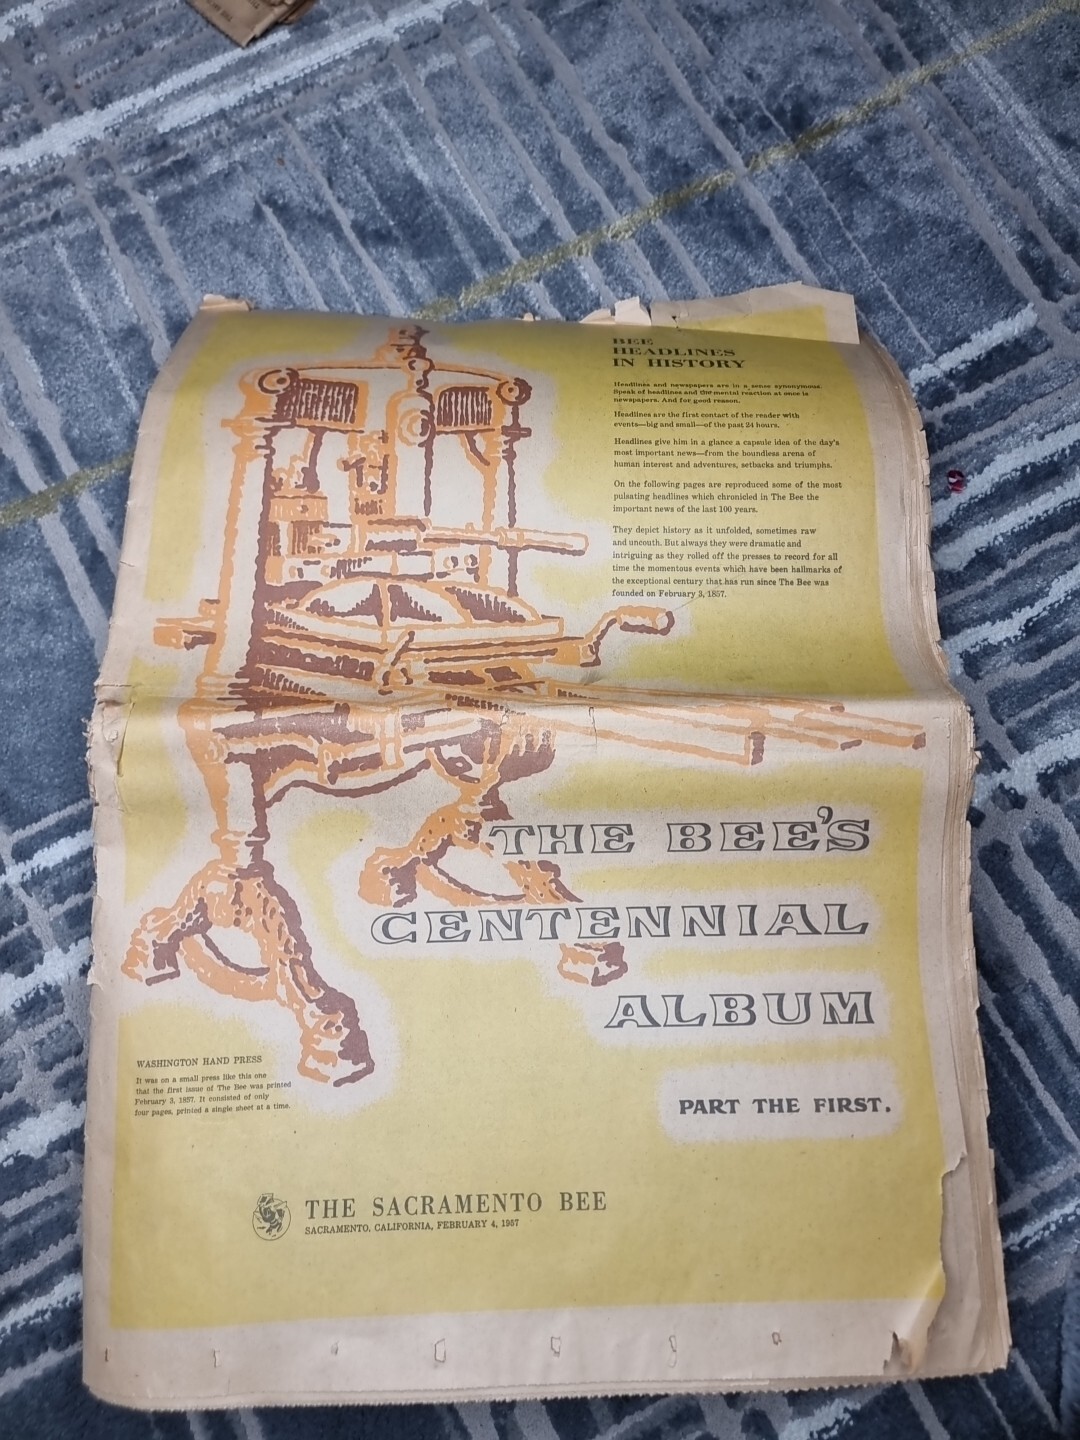 BEE
HEADLINES
IN HISTORY
Headlines and newspapers are in a sense synonymous.
Speak of headlines and the mental reaction at once is
newspapers. And for good reason.
Headlines are the first contact of the reader with
events—big and small—of the past 24 hours.
Headlines give him in a glance a capsule idea of the day's
most important news—from the boundless arena of
human interest and adventures, setbacks and triumphs.
On the following pages are reproduced some of the most
pulsating headlines which chronicled in The Bee the
important news of the last 100 years.
They depict history as it unfolded, sometimes raw
and uncouth. But always they were dramatic and
intriguing as they rolled off the presses to record for all
time the momentous events which have been hallmarks of
the exceptional century that has run since The Bee was
founded on February 3, 1857.
THE BEE'S
CENTENNIAL
ALBUM
PART THE FIRST.
WASHINGTON HAND PRESS
It was on a small press like this one
that the first issue of The Bee was printed
February 3, 1857. It consisted of only
four pages, printed a single sheet at a time.
THE SACRAMENTO BEE
SACRAMENTO, CALIFORNIA, FEBRUARY 4, 1957